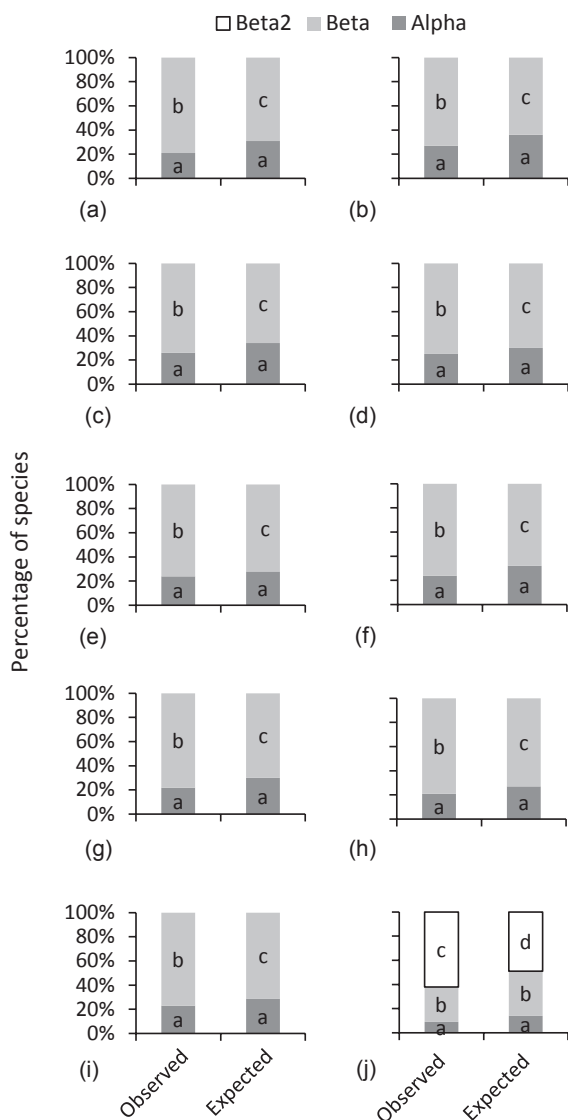 Beta2 Beta Alpha
100%
80%
60%
40%
20%
0%
b c b c
a a a a
(a) (b)
100%
80%
60%
40%
20%
0%
b c b c
a a a a
(c) (d)
Percentage of species
100%
80%
60%
40%
20%
0%
b c b c
a a a a
(e) (f)
100%
80%
60%
40%
20%
0%
b c b c
a a a a
(g) (h)
100%
80%
60%
40%
20%
0%
b c c d
b b
a a a a
(i) (j)
Observed Expected Observed Expected